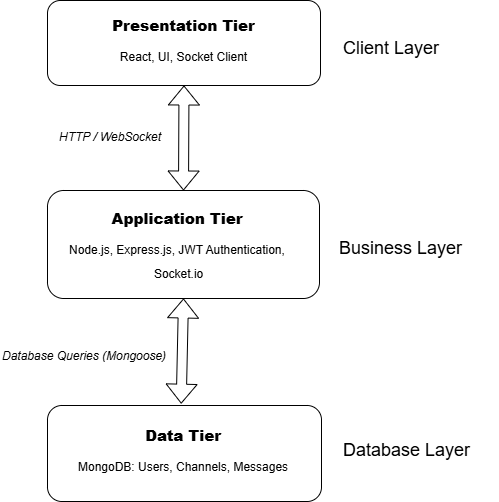 Presentation Tier
React, UI, Socket Client
Client Layer
HTTP / WebSocket
Application Tier
Node.js, Express.js, JWT Authentication,
Socket.io
Business Layer
Database Queries (Mongoose)
Data Tier
MongoDB: Users, Channels, Messages
Database Layer